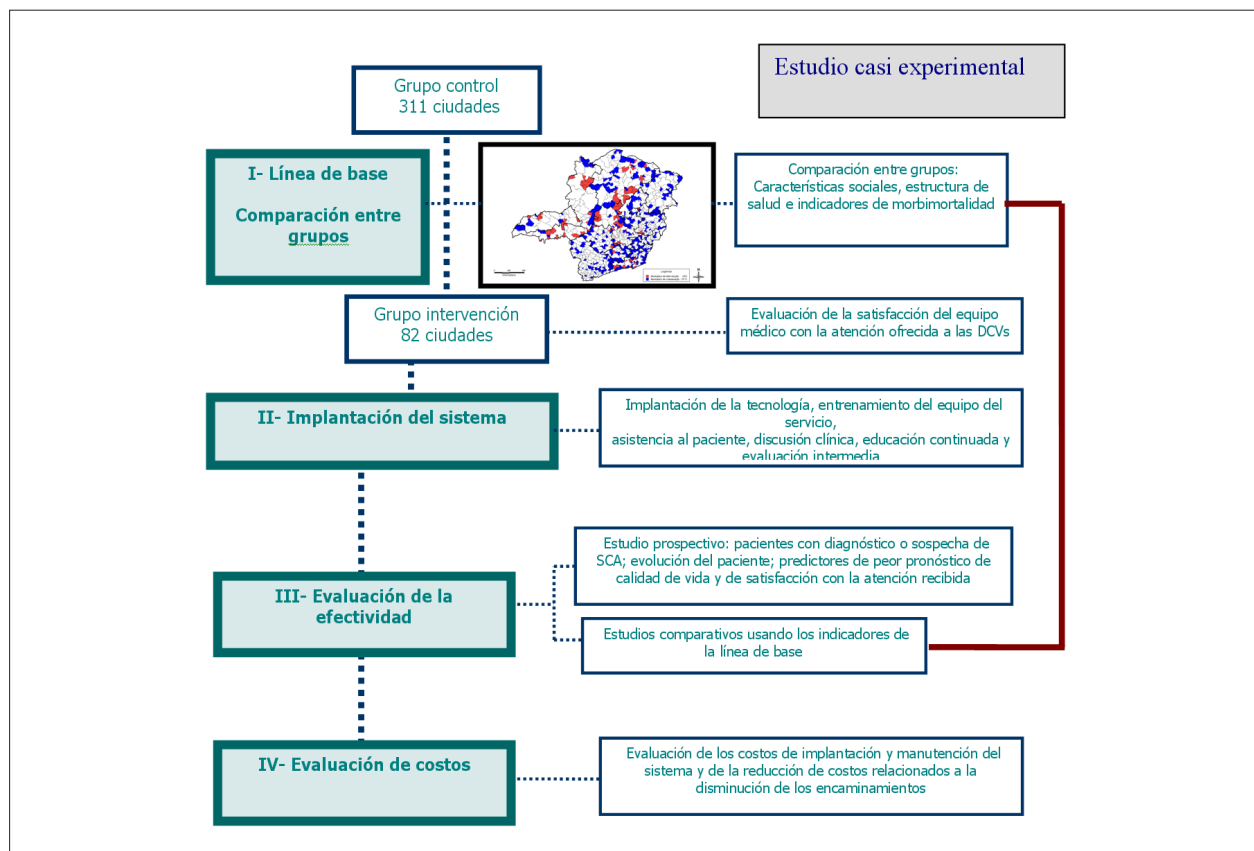 Estudio casi experimental
Grupo control
311 ciudades
I- Línea de base
Comparación entre
grupos
Comparación entre grupos:
Características sociales, estructura de
salud e indicadores de morbimortalidad
Grupo intervención
82 ciudades
Evaluación de la satisfacción del equipo
médico con la atención ofrecida a las DCVs
II- Implantación del sistema
Implantación de la tecnología, entrenamiento del equipo del
servicio,
asistencia al paciente, discusión clínica, educación continuada y
evaluación intermedia
Estudio prospectivo: pacientes con diagnóstico o sospecha de
SCA; evolución del paciente; predictores de peor pronóstico de
calidad de vida y de satisfacción con la atención recibida
III- Evaluación de la
efectividad
Estudios comparativos usando los indicadores de
la línea de base
IV- Evaluación de costos
Evaluación de los costos de implantación y manutención del
sistema y de la reducción de costos relacionados a la
disminución de los encaminamientos